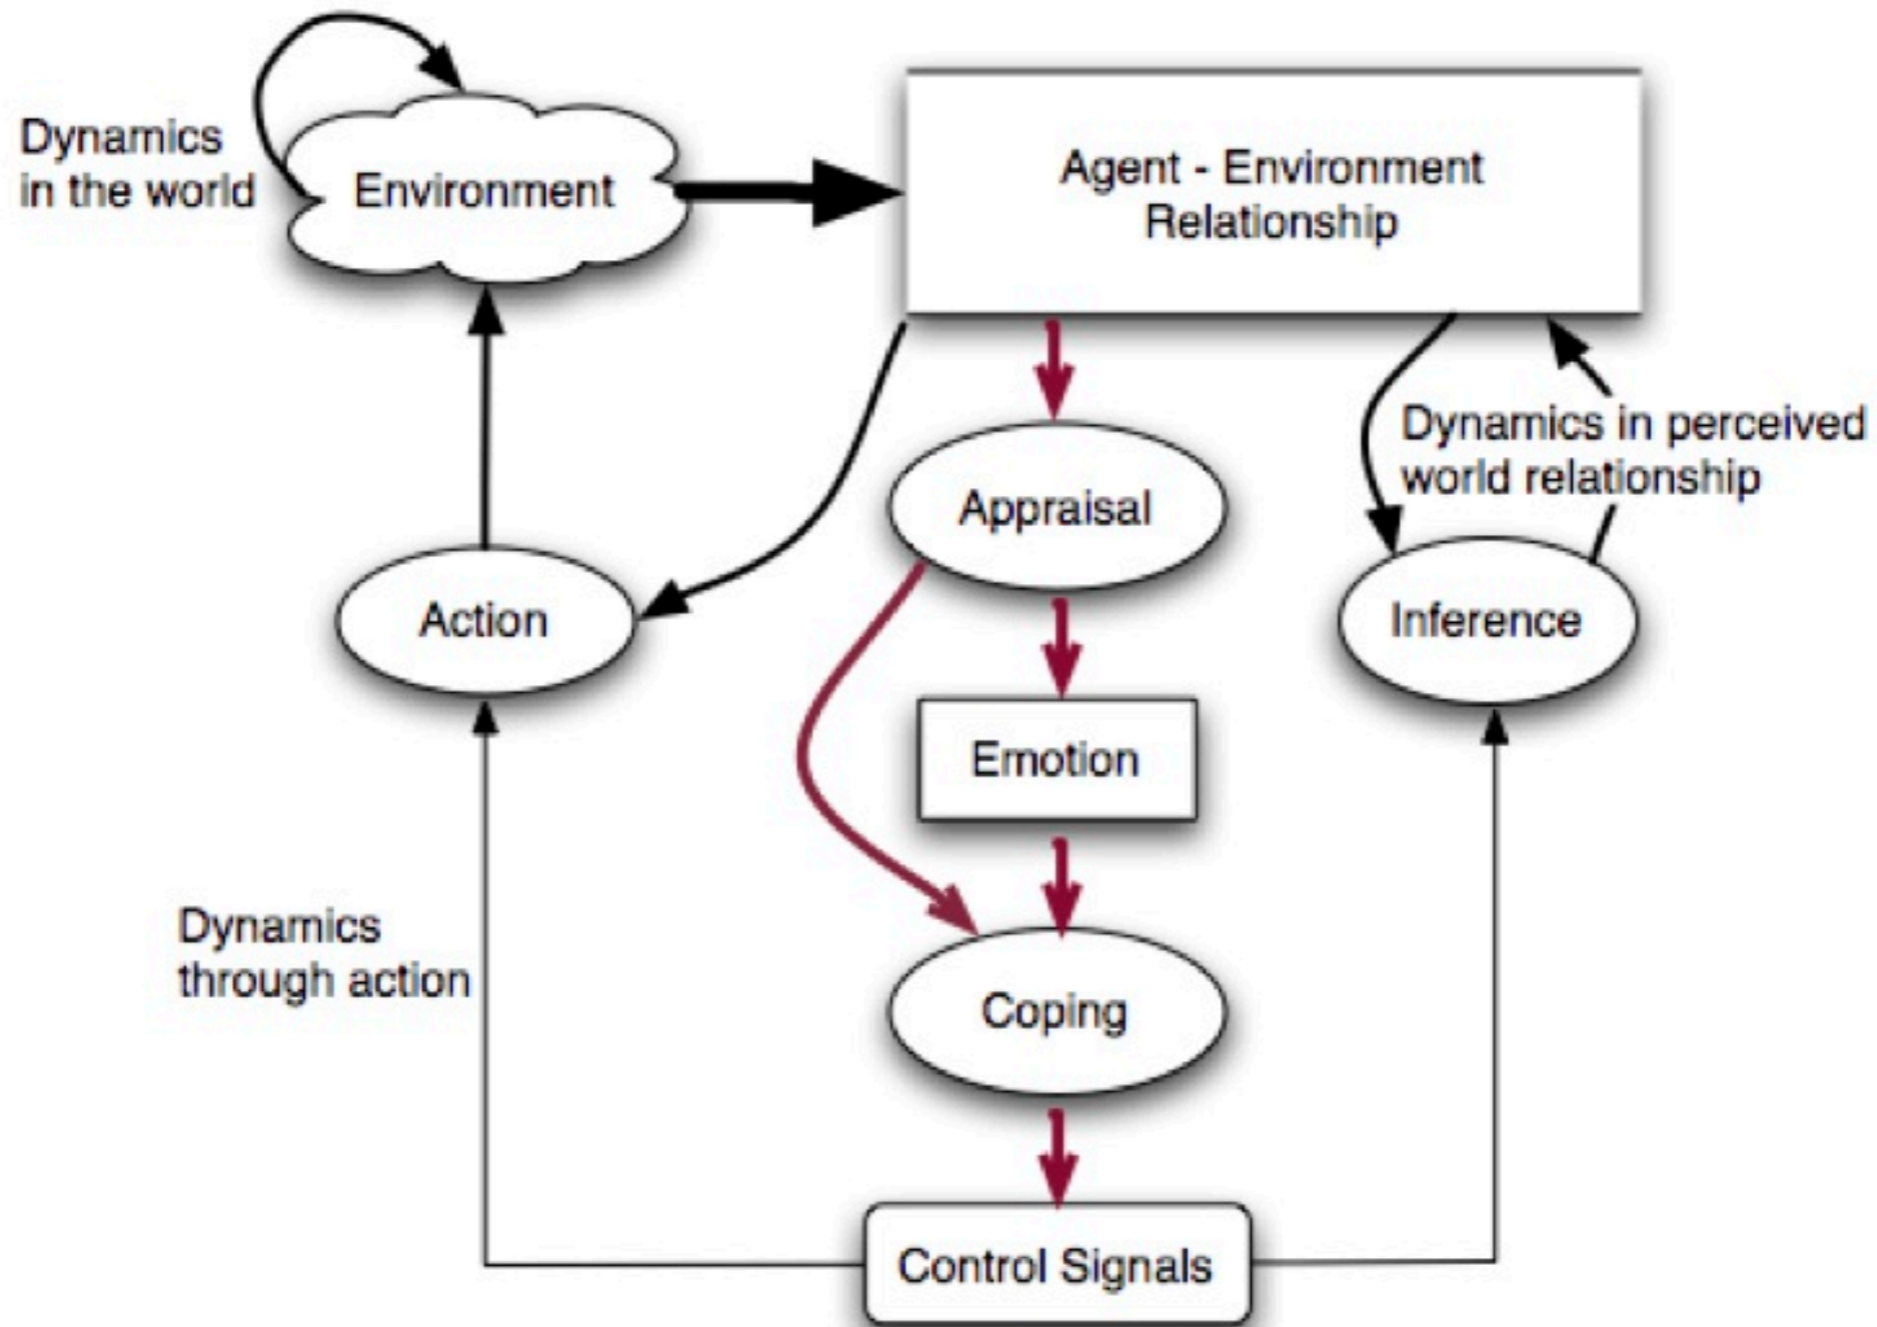 Dynamics
in the world
Environment
Agent - Environment
Relationship
Dynamics in perceived
world relationship
Appraisal
Action
Inference
Emotion
Dynamics
through action
Coping
Control Signals